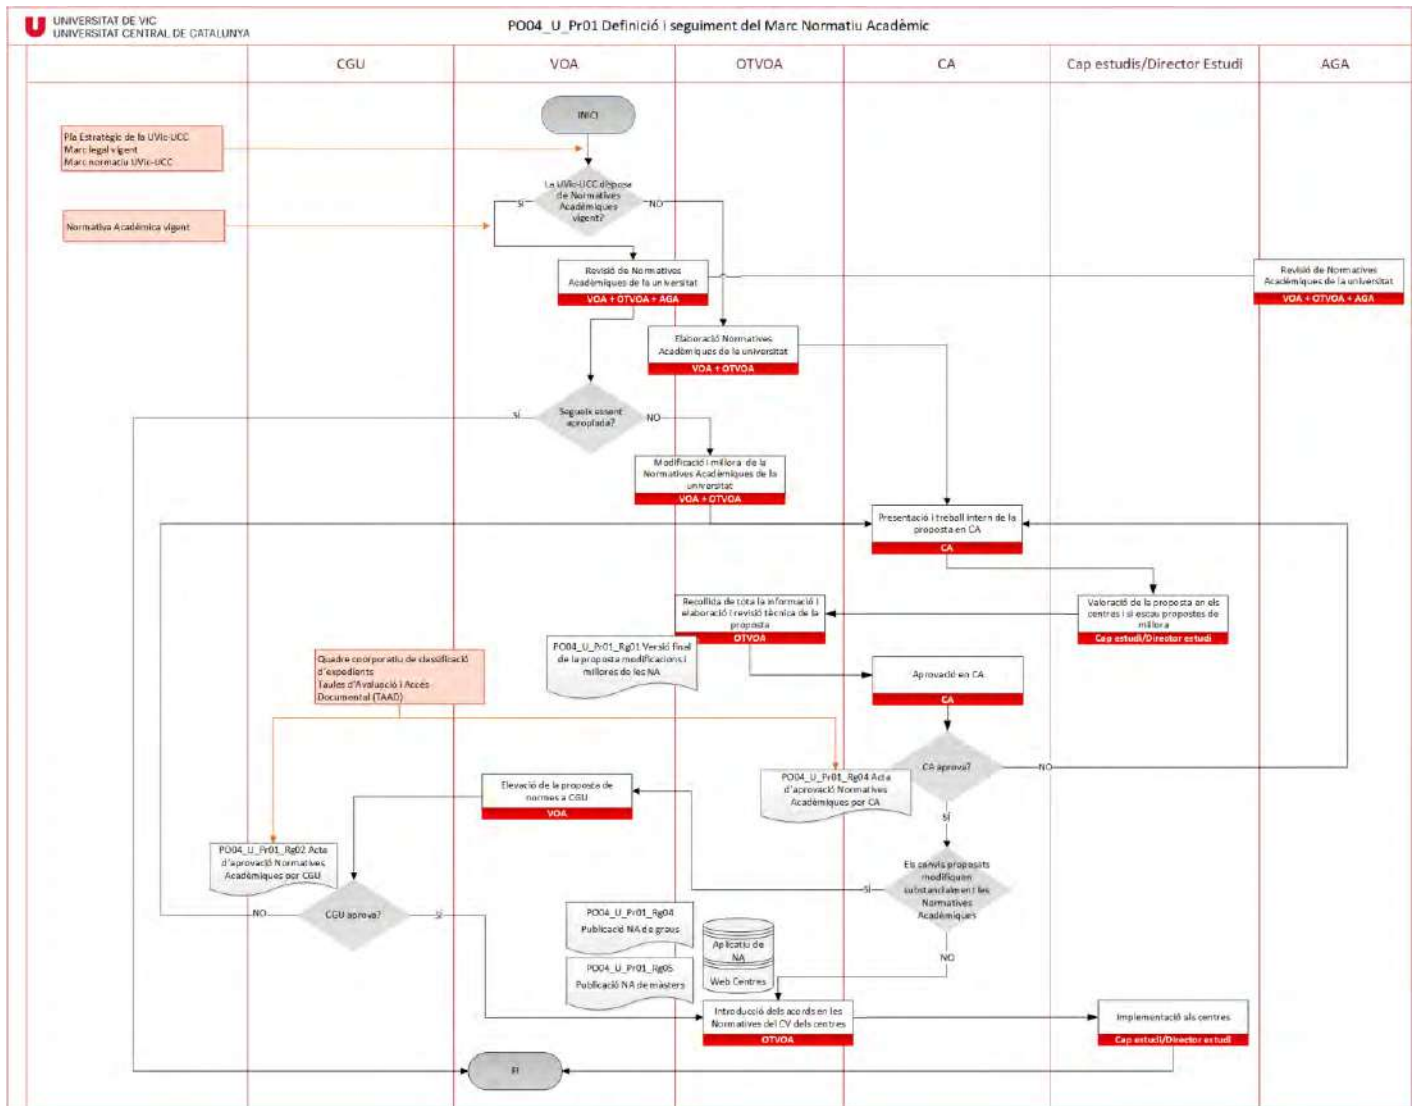 UNIVERSITAT DE VIC
UNIVERSITAT CENTRAL DE CATALUNYA
PO04_U_Pr01 Definició i seguiment del Marc Normatiu Acadèmic
CGU
VOA
OTVOA
CA
Cap estudis/Director Estudi
AGA
INICI
Pla Estratègic de la UVic-UCC
Marc legal vigent
Marc normatiu UVic-UCC
La UVic-UCC disposa
de Normatives
Acadèmiques
vigent?
SÍ
NO
Normativa Acadèmica vigent
Revisió de Normatives
Acadèmiques de la universitat
VOA + OTVOA + AGA
Revisió de Normatives
Acadèmiques de la universitat
VOA + OTVOA + AGA
Elaboració Normatives
Acadèmiques de la universitat
VOA + OTVOA
Segueix essent
apropiada?
SÍ
NO
Modificació i millora de la
Normatives Acadèmiques de la
universitat
VOA + OTVOA
Presentació i treball intern de la
proposta en CA
CA
Recollida de tota la informació i
elaboració i revisió tècnica de la
proposta
OTVOA
Valoració de la proposta en els
centres i si escau propostes de
millora
Cap estudi/Director estudi
PO04_U_Pr01_Rg01 Versió final
de la proposta modificacions i
millores de les NA
Quadre coorporatiu de classificació
d'expedients
Taules d'Avaluació i Accés
Documental (TAAD)
Aprovació en CA
CA
CA aprova?
NO
SÍ
PO04_U_Pr01_Rg04 Acta
d'aprovació Normatives
Acadèmiques per CA
Elevació de la proposta de
normes a CGU
VOA
PO04_U_Pr01_Rg02 Acta
d'aprovació Normatives
Acadèmiques per CGU
Els canvis proposats
modifiquen
substancialment les
Normatives
Acadèmiques
SÍ
NO
CGU aprova?
NO
SÍ
PO04_U_Pr01_Rg04
Publicació NA de graus
PO04_U_Pr01_Rg05
Publicació NA de màsters
Aplicatiu de
NA
Web Centres
Introducció dels acords en les
Normatives del CV dels centres
OTVOA
Implementació als centres
Cap estudi/Director estudi
FI